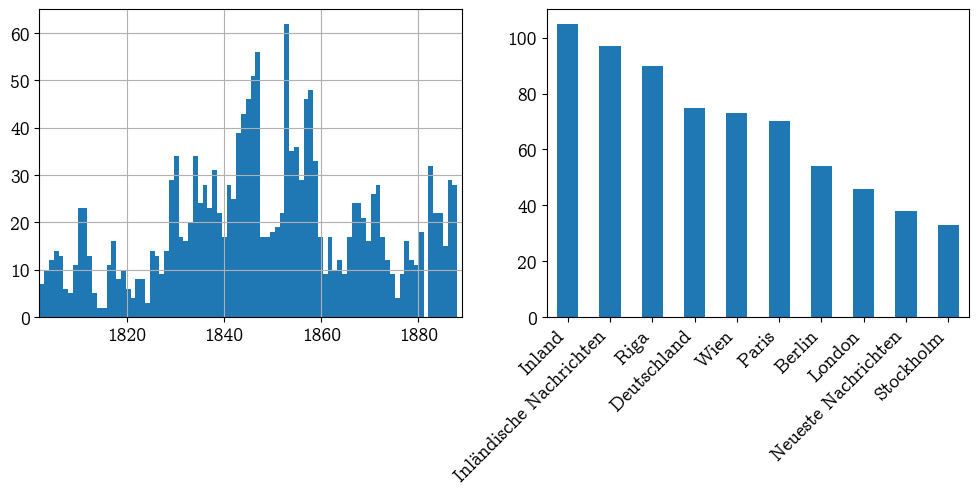 60
50
40
30
20
10
0
1820 1840 1860 1880
100
80
60
40
20
0
Inland
Inländische Nachrichten
Riga
Deutschland
Wien
Paris
Berlin
London
Neueste Nachrichten
Stockholm